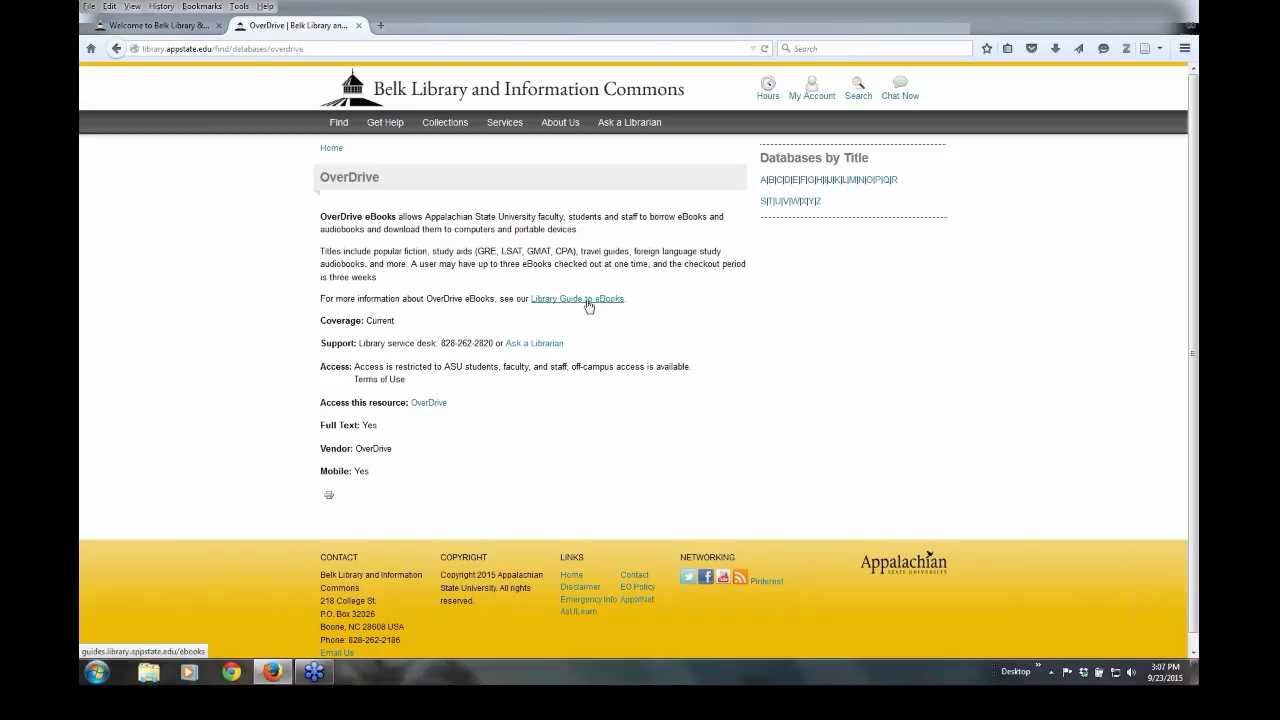 File Edit View History Bookmarks Tools Help
Welcome to Belk Library &... × OverDrive | Belk Library an... × +
library.appstate.edu/find/databases/overdrive Search
Belk Library and Information Commons
Hours My Account Search Chat Now
Find Get Help Collections Services About Us Ask a Librarian
Home
OverDrive
OverDrive eBooks allows Appalachian State University faculty, students and staff to borrow eBooks and
audiobooks and download them to computers and portable devices.
Titles include popular fiction, study aids (GRE, LSAT, GMAT, CPA), travel guides, foreign language study
audiobooks, and more. A user may have up to three eBooks checked out at one time, and the checkout period
is three weeks
For more information about OverDrive eBooks, see our Library Guide to eBooks.
Coverage: Current
Support: Library service desk: 828-262-2820 or Ask a Librarian
Access: Access is restricted to ASU students, faculty, and staff; off-campus access is available.
Terms of Use
Access this resource: OverDrive
Full Text: Yes
Vendor: OverDrive
Mobile: Yes
Databases by Title
A|B|C|D|E|F|G|H|I|J|K|L|M|N|O|P|Q|R
S|T|U|V|W|X|Y|Z
CONTACT
Belk Library and Information
Commons
218 College St.
P.O. Box 32026
Boone, NC 28608 USA
Phone: 828-262-2186
Email Us
COPYRIGHT
Copyright 2015 Appalachian
State University. All rights
reserved.
LINKS
Home Contact
Disclaimer EO Policy
Emergency Info AppalNet
AsULearn
NETWORKING
Pinterest
Appalachian
STATE UNIVERSITY
guides.library.appstate.edu/ebooks
Desktop
3:07 PM
9/23/2015